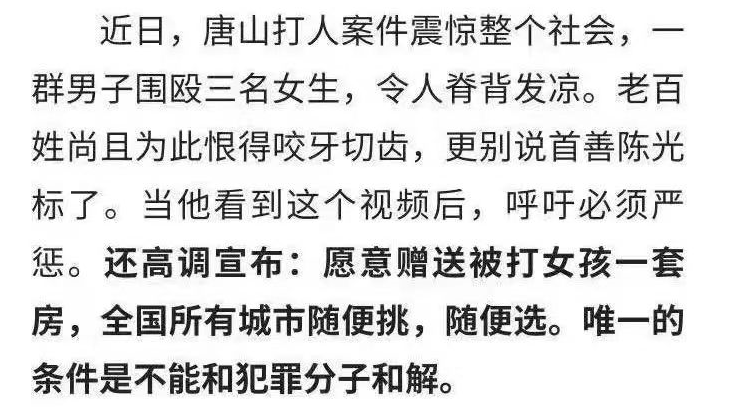 近日，唐山打人案件震惊整个社会，一
群男子围殴三名女生，令人脊背发凉。老百
姓尚且为此恨得咬牙切齿，更别说首善陈光
标了。当他看到这个视频后，呼吁必须严
惩。还高调宣布：愿意赠送被打女孩一套
房，全国所有城市随便挑，随便选。唯一的
条件是不能和犯罪分子和解。